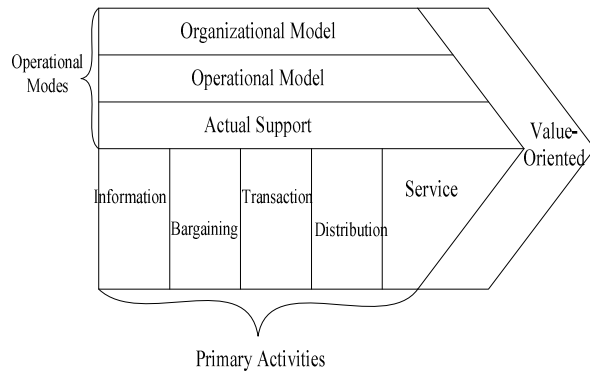 Organizational Model
Operational
Modes
Operational Model
Actual Support
Value-
Oriented
Information
Bargaining
Transaction
Distribution
Service
Primary Activities